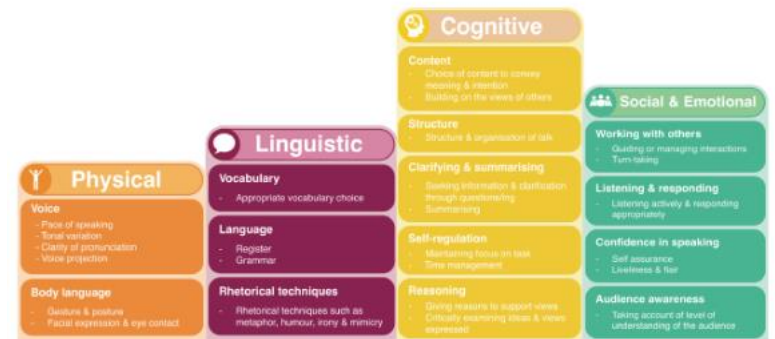 Physical
Voice
- Pace of speaking
- Tonal variation
- Clarity of pronunciation
- Voice projection
Body language
- Gesture & posture
- Facial expression & eye contact
Linguistic
Vocabulary
- Appropriate vocabulary choice
Language
- Register
- Grammar
Rhetorical techniques
- Rhetorical techniques such as
metaphor, humour, irony & mimicry
Cognitive
Content
- Choice of content to convey
meaning & intention
- Building on the views of others
Structure
- Structure & organisation of talk
Clarifying & summarising
- Seeking information & clarification
through questions/ing
- Summarising
Self-regulation
- Maintaining focus on task
- Time management
Reasoning
- Giving reasons to support views
- Critically examining ideas & views
expressed
Social & Emotional
Working with others
- Guiding or managing interactions
- Turn-taking
Listening & responding
- Listening actively & responding
appropriately
Confidence in speaking
- Self assurance
- Liveliness & flair
Audience awareness
- Taking account of level of
understanding of the audience